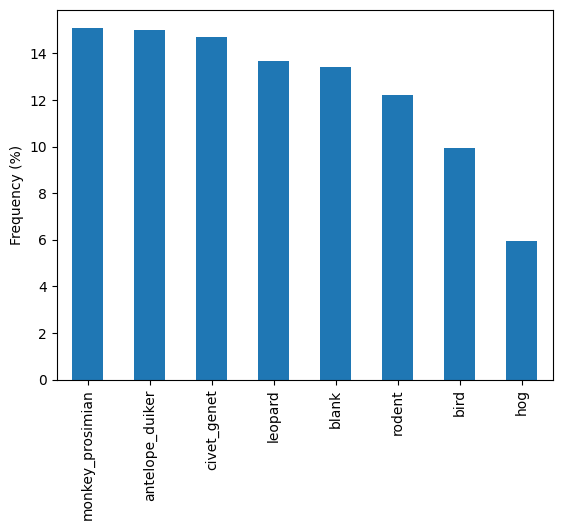 Frequency (%)
14
12
10
8
6
4
2
0
monkey_prosimian
antelope_duiker
civet_genet
leopard
blank
rodent
bird
hog